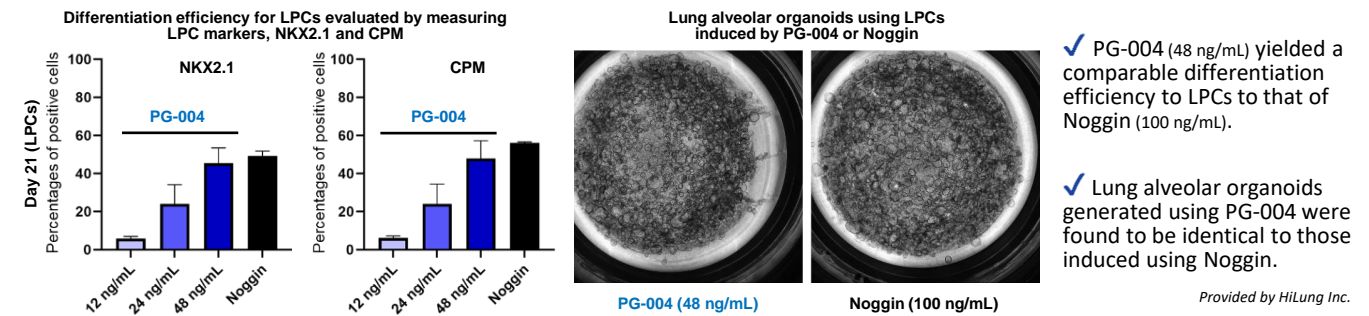 Differentiation efficiency for LPCs evaluated by measuring
LPC markers, NKX2.1 and CPM
Day 21 (LPCs)
Percentages of positive cells
100
80
60
40
20
0
NKX2.1
PG-004
12 ng/mL
24 ng/mL
48 ng/mL
Noggin
Percentages of positive cells
100
80
60
40
20
0
CPM
PG-004
12 ng/mL
24 ng/mL
48 ng/mL
Noggin
Lung alveolar organoids using LPCs
induced by PG-004 or Noggin
PG-004 (48 ng/mL)
Noggin (100 ng/mL)
PG-004 (48 ng/mL) yielded a
comparable differentiation
efficiency to LPCs to that of
Noggin (100 ng/mL).
Lung alveolar organoids
generated using PG-004 were
found to be identical to those
induced using Noggin.
Provided by HiLung Inc.